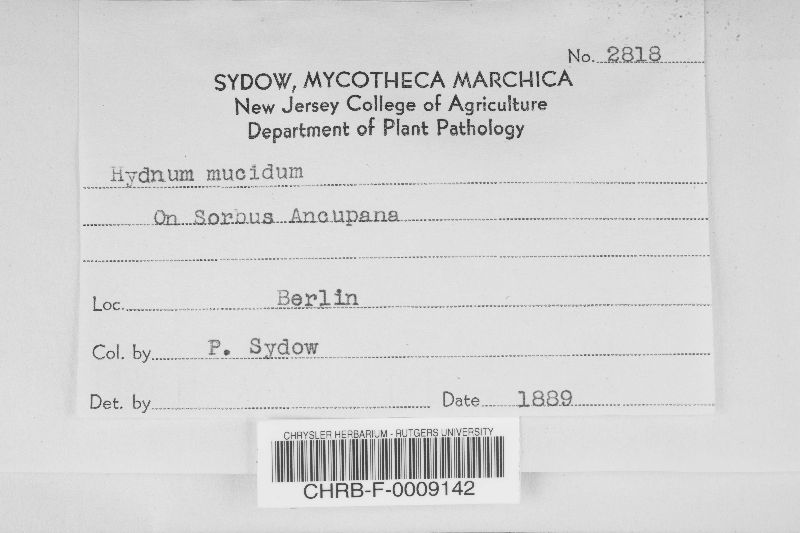 No. 2818
SYDOW, MYCOTHECA MARCHICA
New Jersey College of Agriculture
Department of Plant Pathology
Hydnum mucidum
On Sorbus Ancupana
Loc. Berlin
Col. by P. Sydow
Det. by Date 1889
CHRYSLER HERBARIUM - RUTGERS UNIVERSITY
CHRB-F-0009142